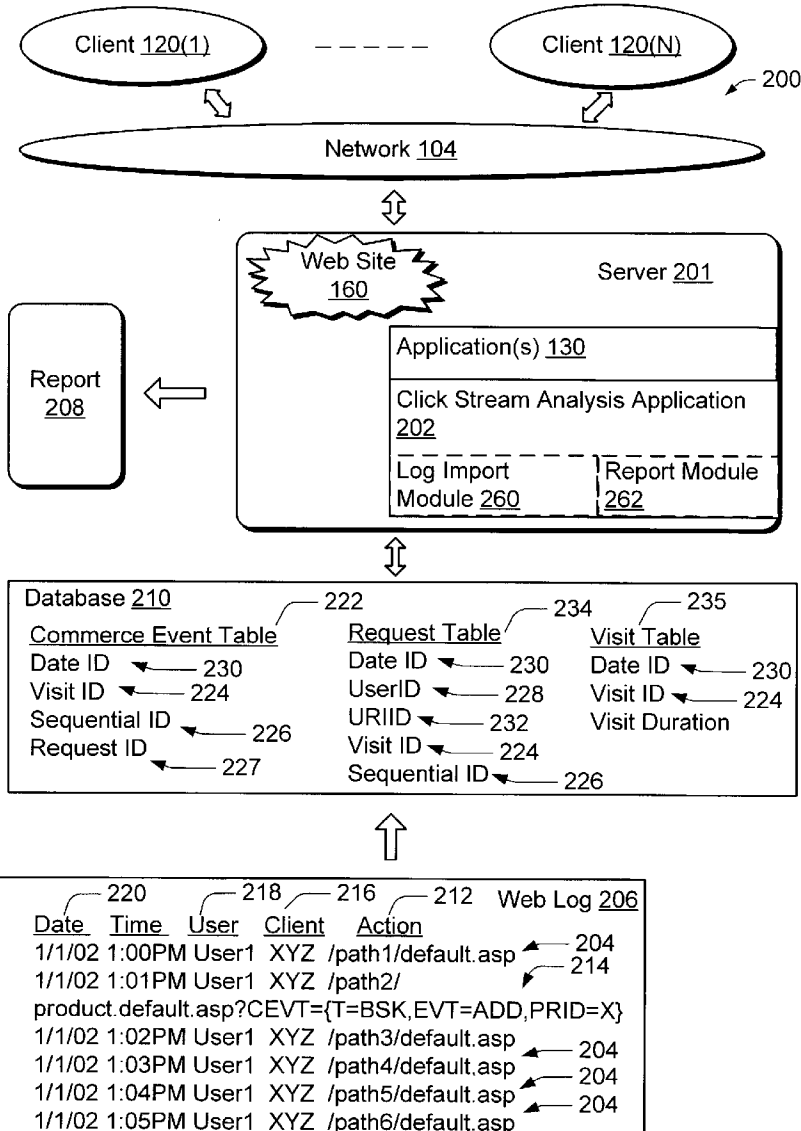 Client 120(1)
Client 120(N)
200
Network 104
Web Site
160
Server 201
Application(s) 130
Click Stream Analysis Application
202
Log Import
Module 260
Report Module
262
Report
208
Database 210
222
Commerce Event Table
Date ID 230
Visit ID 224
Sequential ID 226
Request ID 227
234
Request Table
Date ID 230
UserID 228
URIID 232
Visit ID 224
Sequential ID 226
235
Visit Table
Date ID 230
Visit ID 224
Visit Duration
220 218 216 212 Web Log 206
Date Time User Client Action
1/1/02 1:00PM User1 XYZ /path1/default.asp 204
1/1/02 1:01PM User1 XYZ /path2/ 214
product.default.asp?CEVT={T=BSK,EVT=ADD,PRID=X}
1/1/02 1:02PM User1 XYZ /path3/default.asp
1/1/02 1:03PM User1 XYZ /path4/default.asp 204
1/1/02 1:04PM User1 XYZ /path5/default.asp 204
1/1/02 1:05PM User1 XYZ /path6/default.asp 204